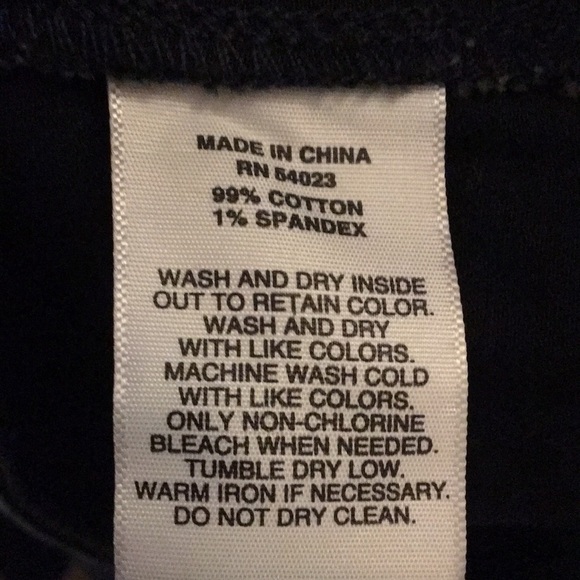 MADE IN CHINA
RN 54023
99% COTTON
1% SPANDEX
WASH AND DRY INSIDE
OUT TO RETAIN COLOR.
WASH AND DRY
WITH LIKE COLORS.
MACHINE WASH COLD
WITH LIKE COLORS.
ONLY NON-CHLORINE
BLEACH WHEN NEEDED.
TUMBLE DRY LOW.
WARM IRON IF NECESSARY.
DO NOT DRY CLEAN.